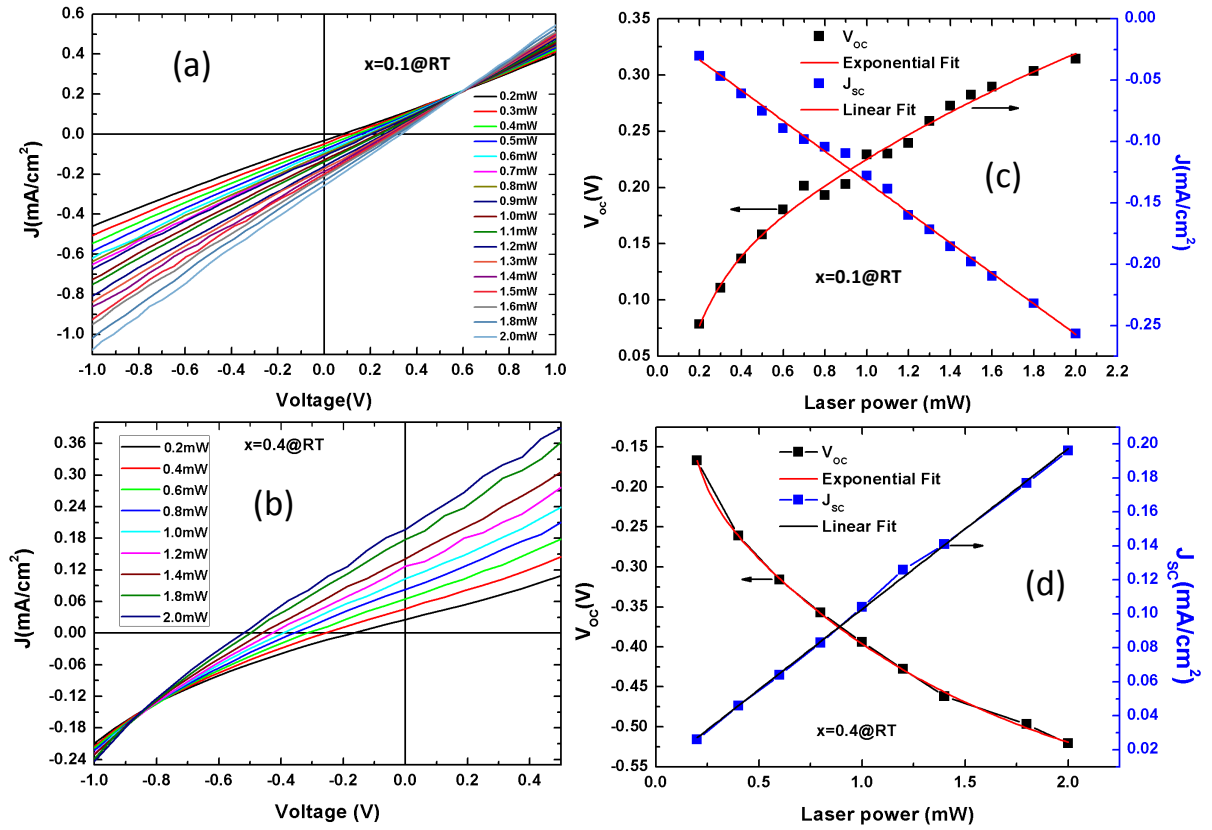 (a)
x=0.1@RT
0.6
0.4
0.2
0.0
-0.2
-0.4
-0.6
-0.8
-1.0
J(mA/cm²)
0.2mW
0.3mW
0.4mW
0.5mW
0.6mW
0.7mW
0.8mW
0.9mW
1.0mW
1.1mW
1.2mW
1.3mW
1.4mW
1.5mW
1.6mW
1.8mW
2.0mW
-1.0 -0.8 -0.6 -0.4 -0.2 0.0 0.2 0.4 0.6 0.8 1.0
Voltage(V)
0.35
0.30
0.25
0.20
0.15
0.10
0.05
V_oc(V)
V_oc
Exponential Fit
J_sc
Linear Fit
(c)
x=0.1@RT
0.00
-0.05
-0.10
-0.15
-0.20
-0.25
J(mA/cm²)
0.0 0.2 0.4 0.6 0.8 1.0 1.2 1.4 1.6 1.8 2.0 2.2
Laser power (mW)
x=0.4@RT
(b)
0.36
0.30
0.24
0.18
0.12
0.06
0.00
-0.06
-0.12
-0.18
-0.24
J(mA/cm²)
0.2mW
0.4mW
0.6mW
0.8mW
1.0mW
1.2mW
1.4mW
1.8mW
2.0mW
-1.0 -0.8 -0.6 -0.4 -0.2 0.0 0.2 0.4
Voltage (V)
-0.15
-0.20
-0.25
-0.30
-0.35
-0.40
-0.45
-0.50
-0.55
V_oc(V)
V_oc
Exponential Fit
J_sc
Linear Fit
(d)
x=0.4@RT
0.20
0.18
0.16
0.14
0.12
0.10
0.08
0.06
0.04
0.02
J_sc(mA/cm²)
0.0 0.5 1.0 1.5 2.0
Laser power (mW)